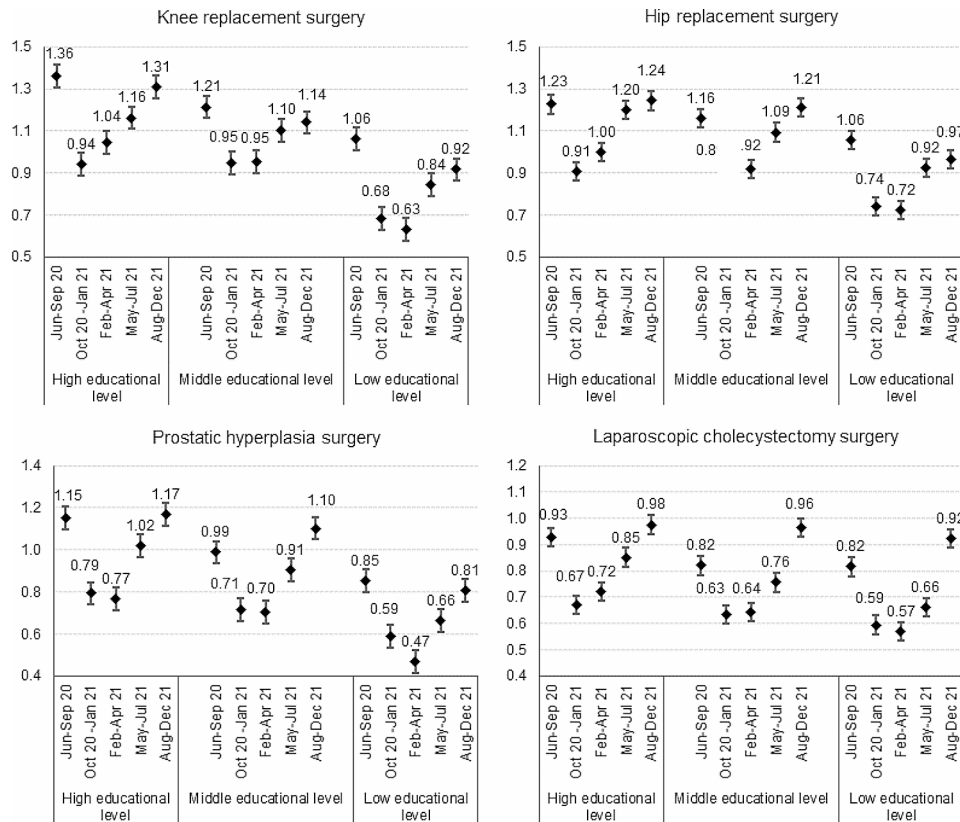 Knee replacement surgery
1.5
1.3
1.1
0.9
0.7
0.5
1.36
0.94
1.04
1.16
1.31
1.21
0.95
0.95
1.10
1.14
1.06
0.68
0.63
0.84
0.92
Jun-Sep 20
Oct 20 -Jan 21
Feb-Apr 21
May-Jul 21
Aug-Dec 21
Jun-Sep 20
Oct 20 -Jan 21
Feb-Apr 21
May-Jul 21
Aug-Dec 21
Jun-Sep 20
Oct 20 -Jan 21
Feb-Apr 21
May-Jul 21
Aug-Dec 21
High educational
level
Middle educational level
Low educational
level
Hip replacement surgery
1.5
1.3
1.1
0.9
0.7
0.5
1.23
0.91
1.00
1.20
1.24
1.16
0.8
.92
1.09
1.21
1.06
0.74
0.72
0.92
0.97
Jun-Sep 20
Oct 20 -Jan 21
Feb-Apr 21
May-Jul 21
Aug-Dec 21
Jun-Sep 20
Oct 20 -Jan 21
Feb-Apr 21
May-Jul 21
Aug-Dec 21
Jun-Sep 20
Oct 20 -Jan 21
Feb-Apr 21
May-Jul 21
Aug-Dec 21
High educational
level
Middle educational level
Low educational
level
Prostatic hyperplasia surgery
1.4
1.2
1.0
0.8
0.6
0.4
1.15
0.79
0.77
1.02
1.17
0.99
0.71
0.70
0.91
1.10
0.85
0.59
0.47
0.66
0.81
Jun-Sep 20
Oct 20 -Jan 21
Feb-Apr 21
May-Jul 21
Aug-Dec 21
Jun-Sep 20
Oct 20 -Jan 21
Feb-Apr 21
May-Jul 21
Aug-Dec 21
Jun-Sep 20
Oct 20 -Jan 21
Feb-Apr 21
May-Jul 21
Aug-Dec 21
High educational
level
Middle educational level
Low educational
level
Laparoscopic cholecystectomy surgery
1.2
1.1
1.0
0.9
0.8
0.7
0.6
0.5
0.4
0.93
0.67
0.72
0.85
0.98
0.82
0.63
0.64
0.76
0.96
0.82
0.59
0.57
0.66
0.92
Jun-Sep 20
Oct 20 -Jan 21
Feb-Apr 21
May-Jul 21
Aug-Dec 21
Jun-Sep 20
Oct 20 -Jan 21
Feb-Apr 21
May-Jul 21
Aug-Dec 21
Jun-Sep 20
Oct 20 -Jan 21
Feb-Apr 21
May-Jul 21
Aug-Dec 21
High educational
level
Middle educational level
Low educational
level